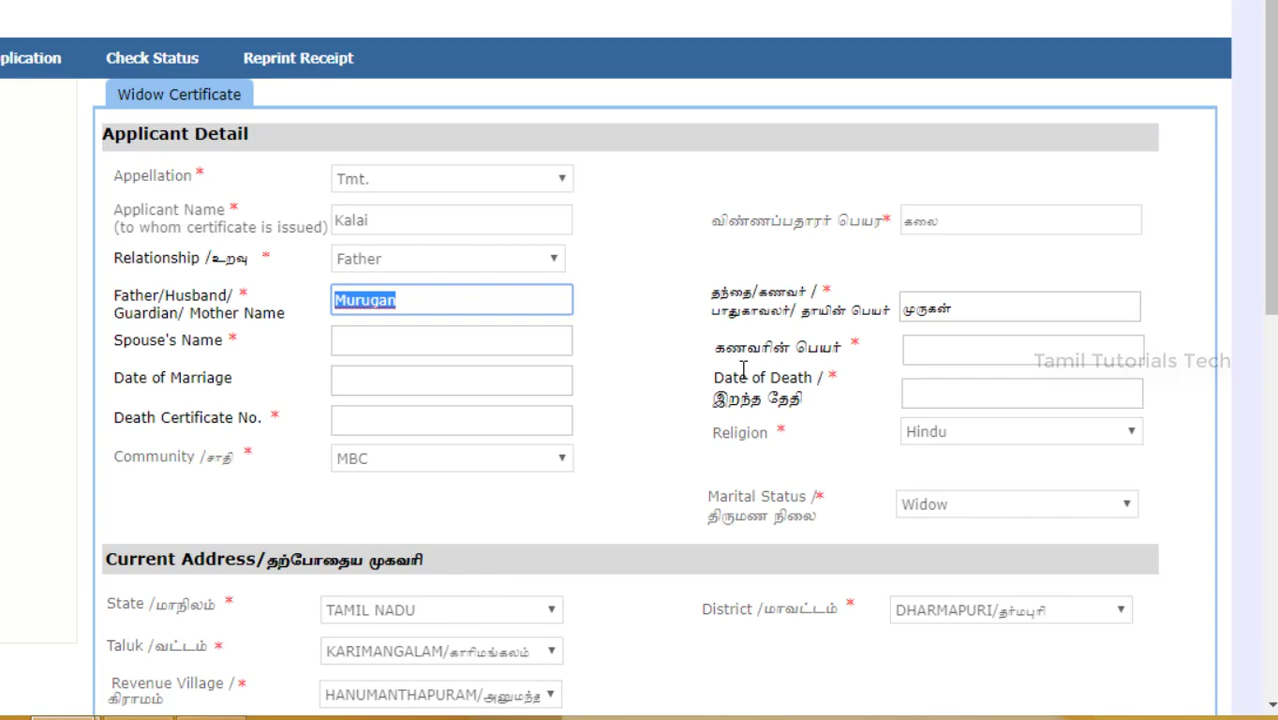 plication Check Status Reprint Receipt
Widow Certificate
Applicant Detail
Appellation * Tmt.
Applicant Name * (to whom certificate is issued) Kalai விண்ணப்பதாரர் பெயர்* கலை
Relationship /உறவு * Father
Father/Husband/ * தந்தை/கணவர் / *
Guardian/ Mother Name Murugan பாதுகாவலர்/ தாயின் பெயர் முருகன்
Spouse's Name * கணவரின் பெயர் *
Tamil Tutorials Tech
Date of Marriage Date of Death / *
இறந்த தேதி
Death Certificate No. * Religion * Hindu
Community /சாதி * MBC
Marital Status /* Widow
திருமண நிலை
Current Address/தற்போதைய முகவரி
State /மாநிலம் * TAMIL NADU District /மாவட்டம் * DHARMAPURI/தர்மபுரி
Taluk /வட்டம் * KARIMANGALAM/காரிமங்கலம்
Revenue Village /* HANUMANTHAPURAM/அனுமந்த
கிராமம்